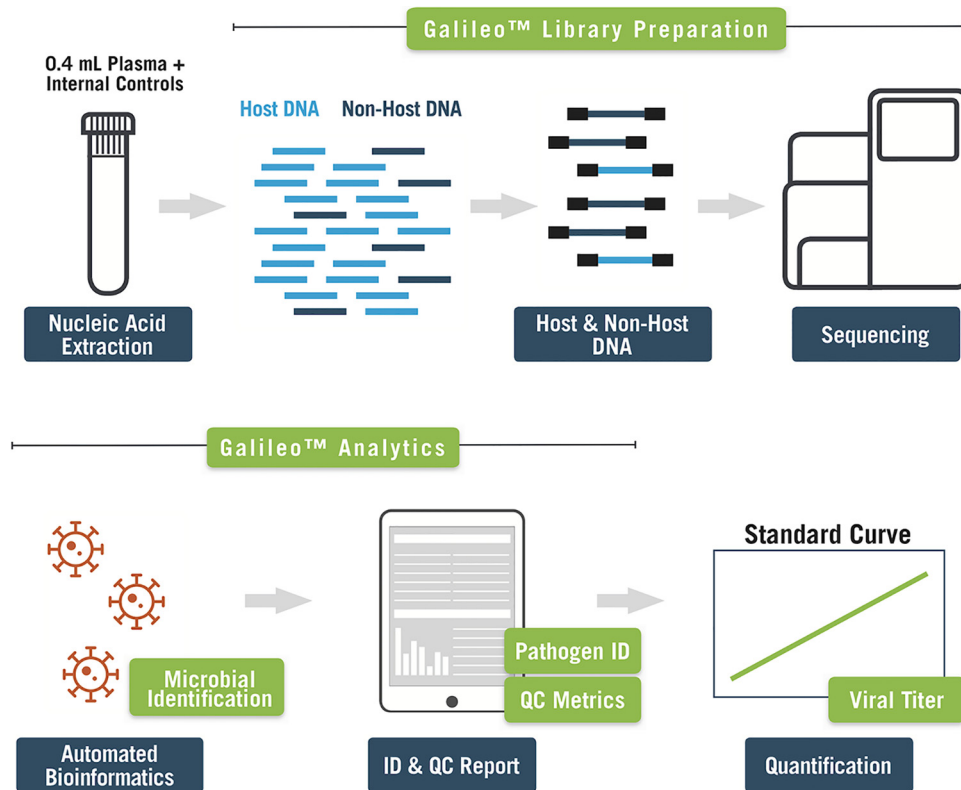 Galileo™ Library Preparation
0.4 mL Plasma +
Internal Controls
Host DNA
Non-Host DNA
Nucleic Acid
Extraction
Host & Non-Host
DNA
Sequencing
Galileo™ Analytics
Microbial
Identification
Automated
Bioinformatics
Pathogen ID
QC Metrics
ID & QC Report
Standard Curve
Viral Titer
Quantification